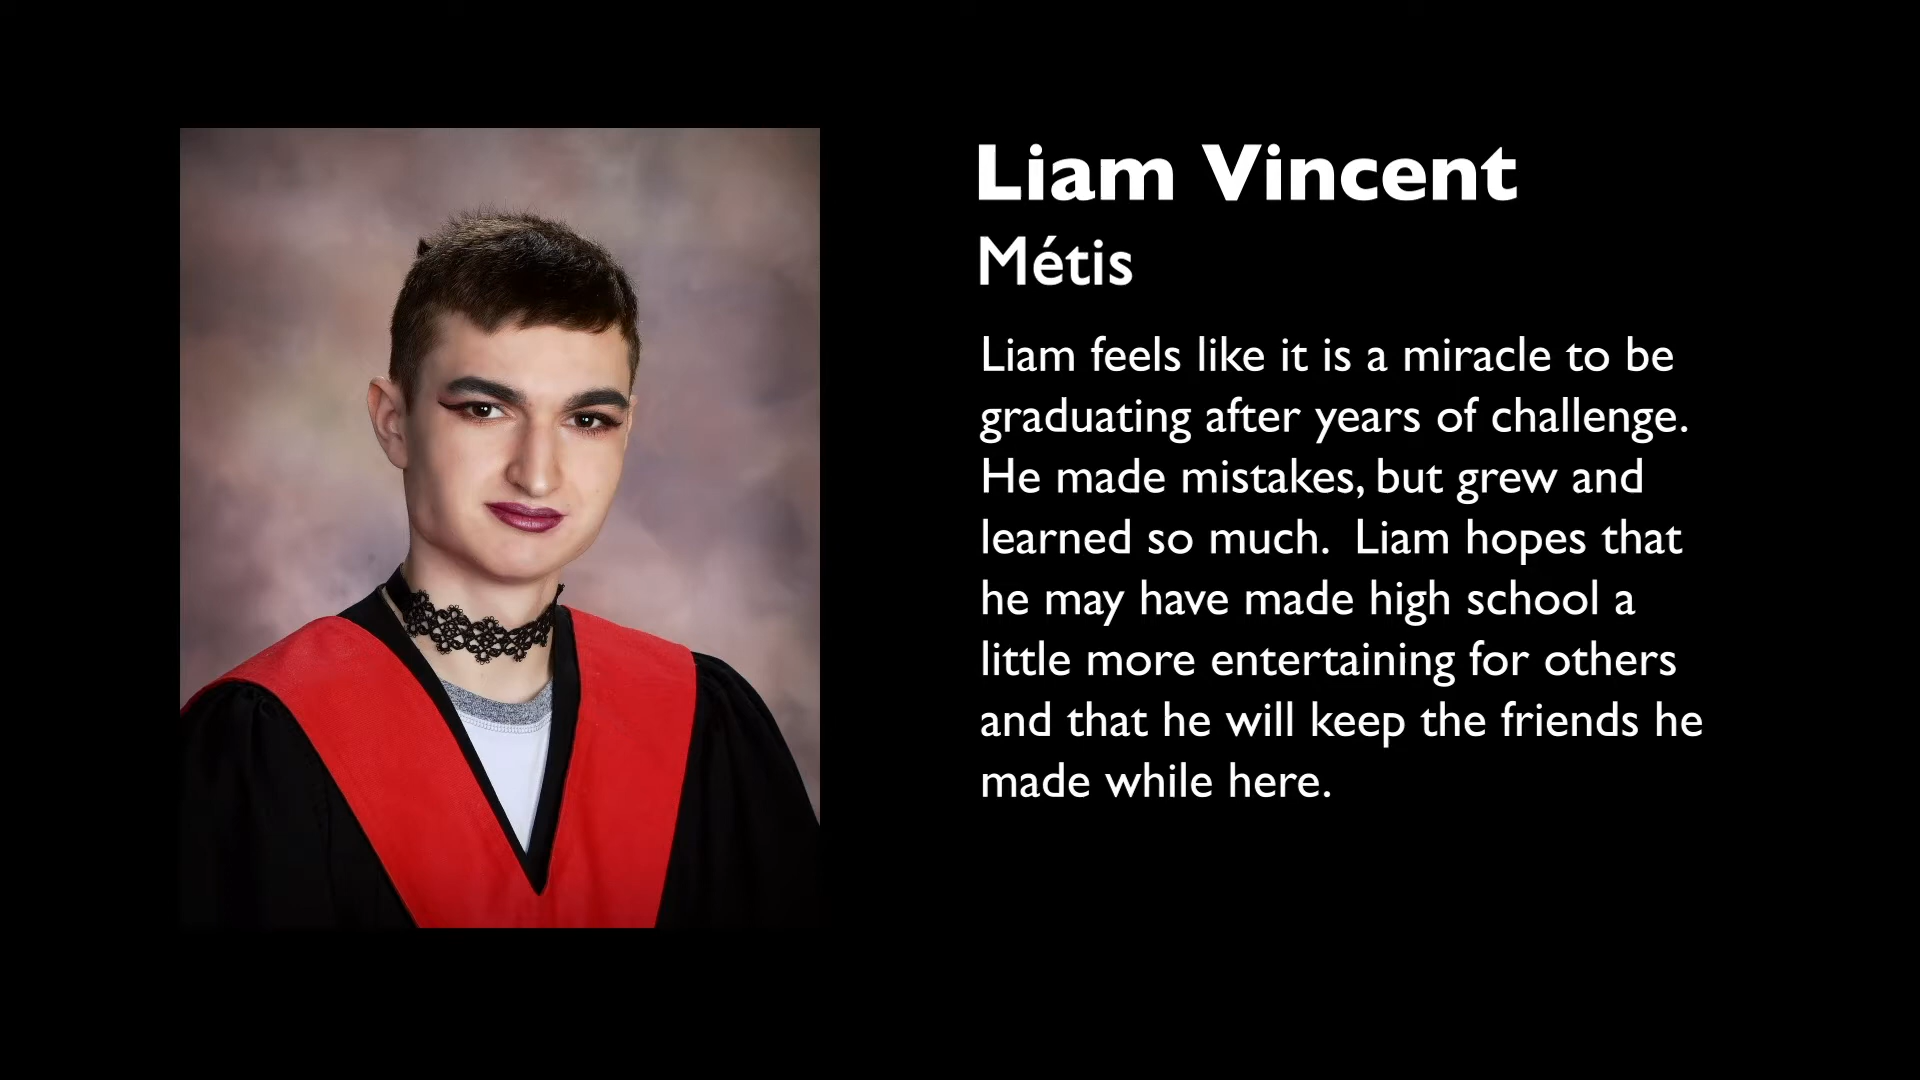 Liam Vincent
Métis
Liam feels like it is a miracle to be
graduating after years of challenge.
He made mistakes, but grew and
learned so much.  Liam hopes that
he may have made high school a
little more entertaining for others
and that he will keep the friends he
made while here.